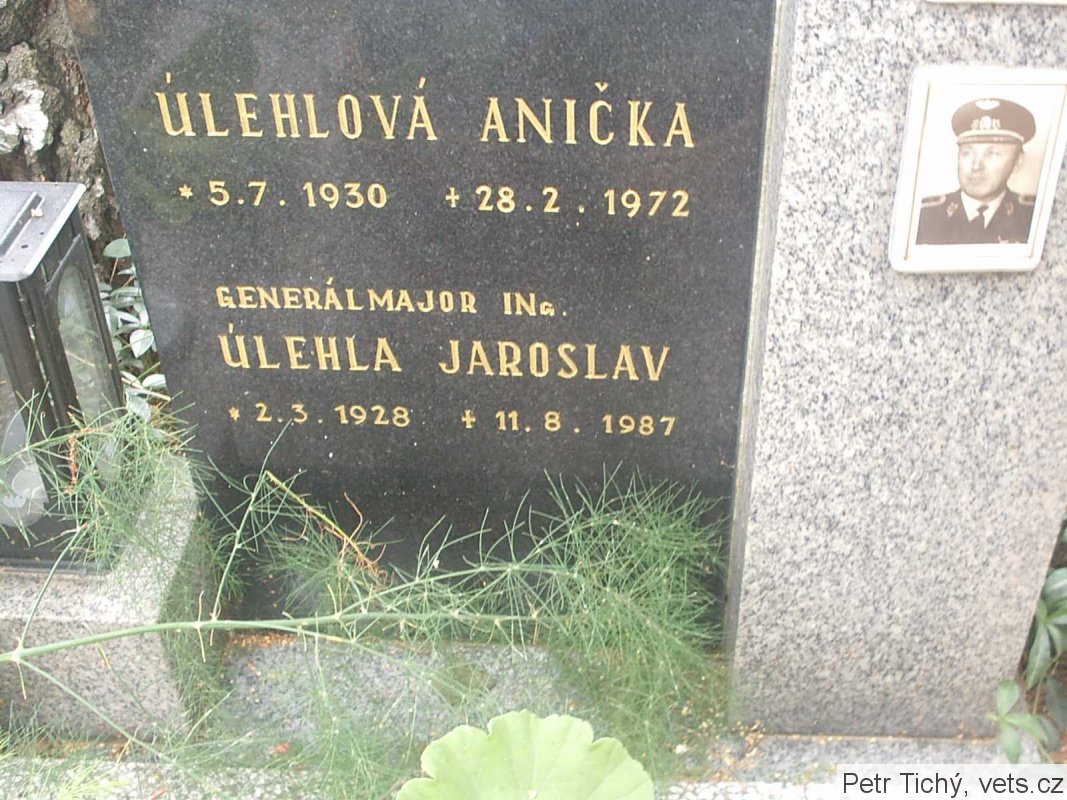 ÚLEHLOVÁ ANIČKA
* 5.7. 1930 + 28.2. 1972
GENERÁLMAJOR ING.
ÚLEHLA JAROSLAV
* 2.3. 1928 + 11.8. 1987
Petr Tichý, vets.cz